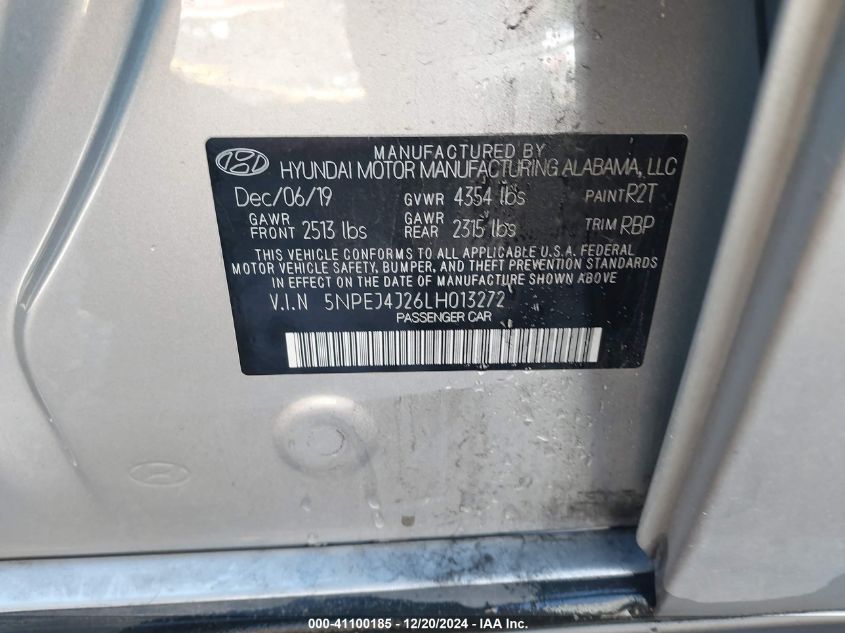 MANUFACTURED BY
HYUNDAI MOTOR MANUFACTURING ALABAMA, LLC
Dec/06/19 GVWR 4354 lbs PAINT R2T
GAWR FRONT 2513 lbs GAWR REAR 2315 lbs TRIM RBP
THIS VEHICLE CONFORMS TO ALL APPLICABLE U.S.A. FEDERAL
MOTOR VEHICLE SAFETY, BUMPER, AND THEFT PREVENTION STANDARDS
IN EFFECT ON THE DATE OF MANUFACTURE SHOWN ABOVE
V.I.N 5NPEJ4J26LH013272
PASSENGER CAR
000-41100185 - 12/20/2024 - IAA Inc.